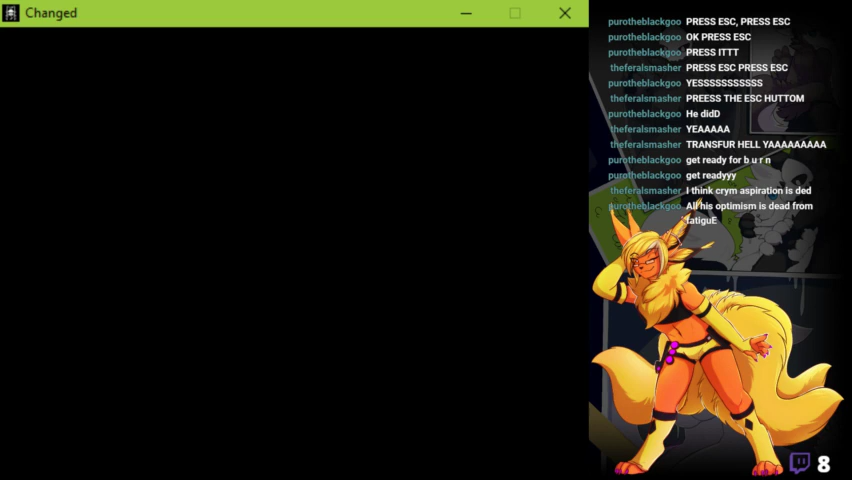 Changed
purotheblackgoo PRESS ESC, PRESS ESC
purotheblackgoo OK PRESS ESC
purotheblackgoo PRESS ITTT
theferalsmasher PRESS ESC PRESS ESC
purotheblackgoo YESSSSSSSSSS
theferalsmasher PREESS THE ESC HUTTOM
purotheblackgoo He didD
theferalsmasher YEAAAAA
theferalsmasher TRANSFUR HELL YAAAAAAAAA
purotheblackgoo get ready for b u r n
purotheblackgoo get readyyy
theferalsmasher I think crym aspiration is ded
purotheblackgoo All his optimism is dead from
fatiguE
8